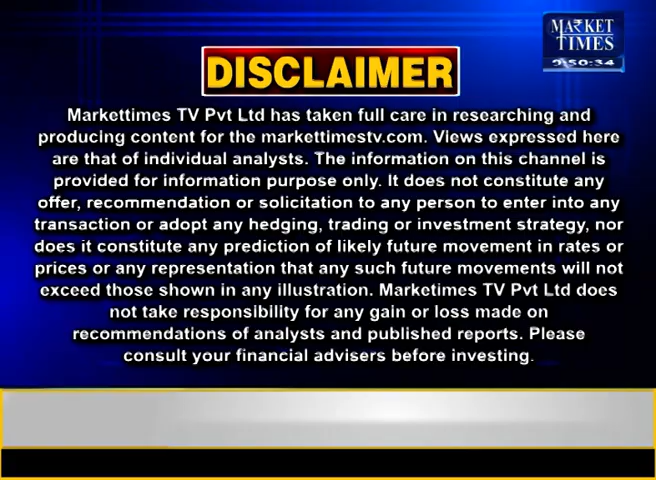 MARKET
TIMES
9:50:34
DISCLAIMER
Markettimes TV Pvt Ltd has taken full care in researching and
producing content for the markettimestv.com. Views expressed here
are that of individual analysts. The information on this channel is
provided for information purpose only. It does not constitute any
offer, recommendation or solicitation to any person to enter into any
transaction or adopt any hedging, trading or investment strategy, nor
does it constitute any prediction of likely future movement in rates or
prices or any representation that any such future movements will not
exceed those shown in any illustration. Marketimes TV Pvt Ltd does
not take responsibility for any gain or loss made on
recommendations of analysts and published reports. Please
consult your financial advisers before investing.